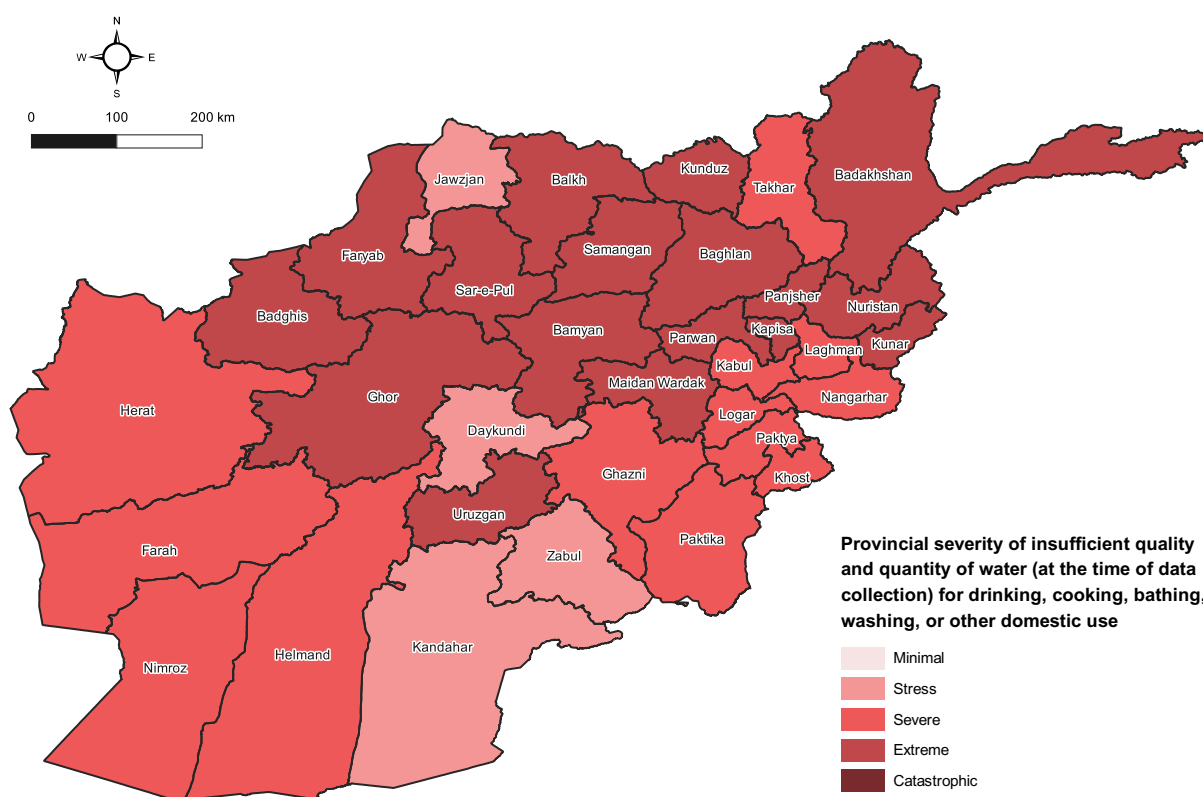 N
W E
S
0 100 200 km
Jawzjan
Balkh
Kunduz
Takhar
Badakhshan
Faryab
Samangan
Baghlan
Sar-e-Pul
Panjsher
Nuristan
Badghis
Bamyan
Parwan
Kapisa
Laghman
Kunar
Kabul
Maidan Wardak
Nangarhar
Ghor
Herat
Logar
Daykundi
Paktya
Ghazni
Khost
Uruzgan
Paktika
Farah
Zabul
Kandahar
Helmand
Nimroz
Provincial severity of insufficient quality
and quantity of water (at the time of data
collection) for drinking, cooking, bathing,
washing, or other domestic use
Minimal
Stress
Severe
Extreme
Catastrophic